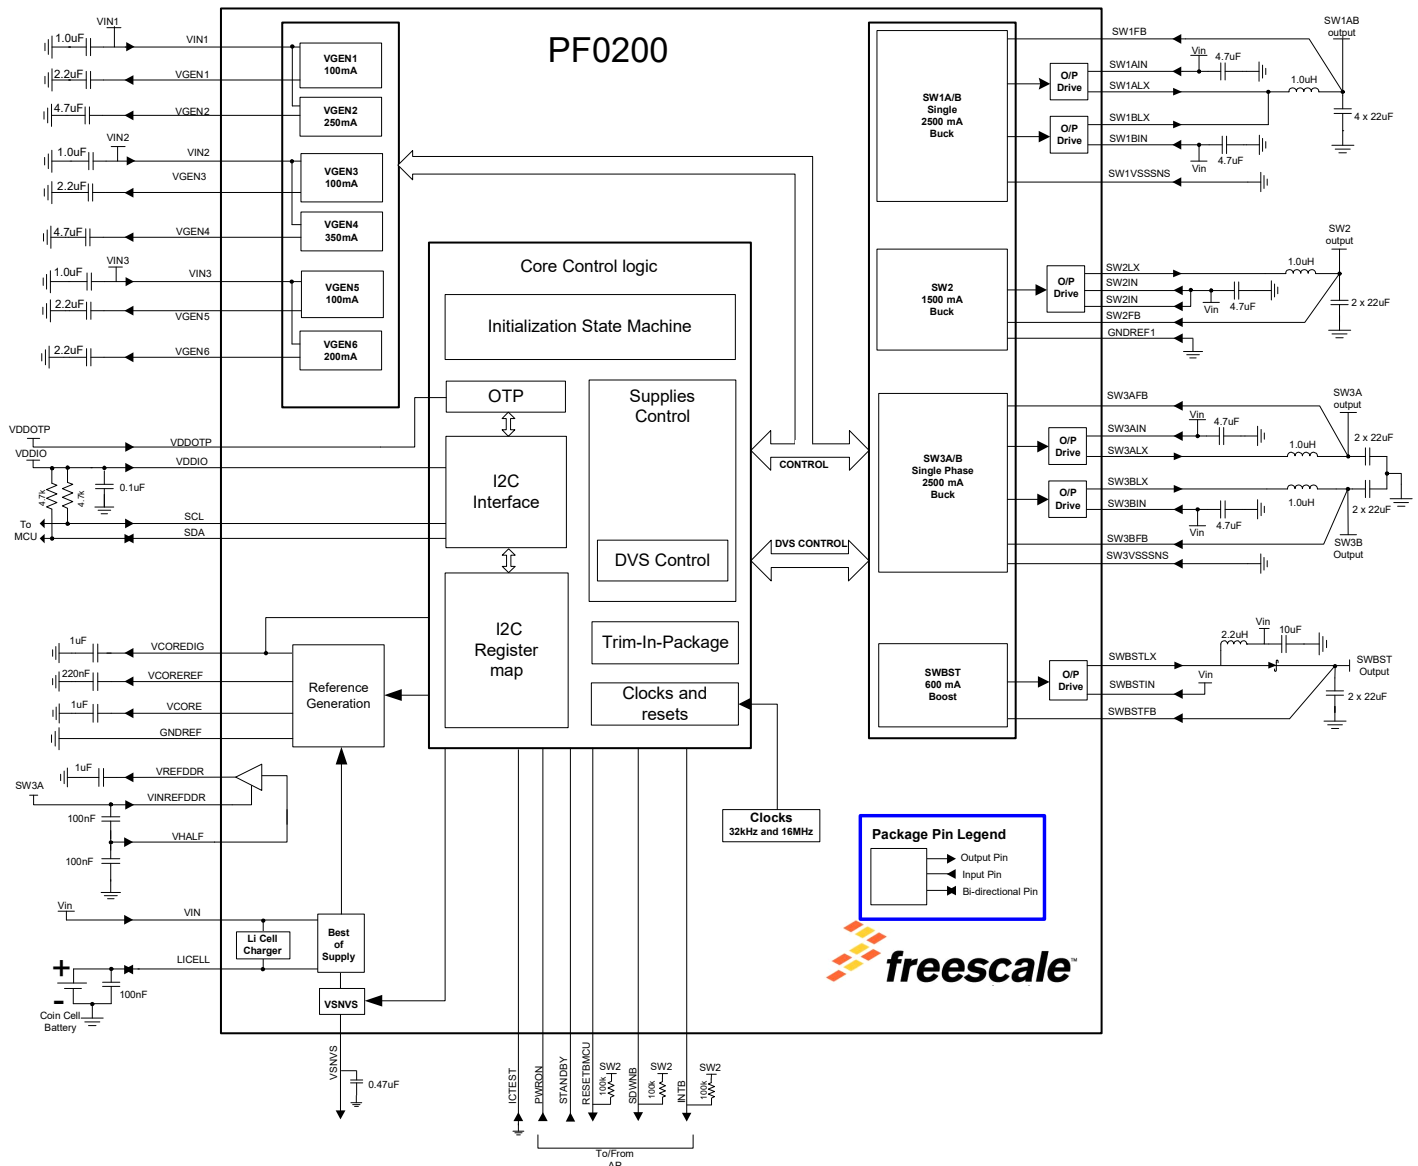 PF0200
VIN1
1.0uF
VIN1
2.2uF
VGEN1
4.7uF
VGEN2
VIN2
1.0uF
VIN2
VGEN3
2.2uF
4.7uF
VGEN4
VIN3
1.0uF
VIN3
2.2uF
VGEN5
2.2uF
VGEN6
VGEN1
100mA
VGEN2
250mA
VGEN3
100mA
VGEN4
350mA
VGEN5
100mA
VGEN6
200mA
VDDOTP
VDDOTP
VDDIO
VDDIO
4.7k
4.7k
0.1uF
To
MCU
SCL
SDA
Core Control logic
Initialization State Machine
OTP
I2C
Interface
I2C
Register
map
Supplies
Control
DVS Control
Trim-In-Package
Clocks and
resets
CONTROL
DVS CONTROL
1uF
VCOREDIG
220nF
VCOREREF
1uF
VCORE
GNDREF
Reference
Generation
1uF
VREFDDR
SW3A
VINREFDDR
100nF
VHALF
100nF
Vin
VIN
Li Cell
Charger
Best
of
Supply
LICELL
+
-
100nF
Coin Cell
Battery
VSNVS
VSNVS
0.47uF
ICTEST
PWRON
STANDBY
RESETBMCU
100k
SW2
SDWNB
100k
SW2
INTB
100k
SW2
To/From
AP
Clocks
32kHz and 16MHz
SW1A/B
Single
2500 mA
Buck
SW2
1500 mA
Buck
SW3A/B
Single Phase
2500 mA
Buck
SWBST
600 mA
Boost
O/P
Drive
O/P
Drive
O/P
Drive
O/P
Drive
O/P
Drive
O/P
Drive
SW1FB
SW1AIN
Vin
4.7uF
SW1ALX
1.0uH
SW1AB
output
4 x 22uF
SW1BLX
SW1BIN
Vin
4.7uF
SW1VSSSNS
SW2LX
1.0uH
SW2
output
SW2IN
SW2IN
Vin
4.7uF
2 x 22uF
SW2FB
GNDREF1
SW3AFB
SW3AIN
Vin
4.7uF
SW3ALX
1.0uH
SW3A
output
2 x 22uF
SW3BLX
1.0uH
SW3BIN
Vin
4.7uF
2 x 22uF
SW3BFB
SW3B
Output
SW3VSSSNS
SWBSTLX
2.2uH
Vin
10uF
SWBST
Output
SWBSTIN
Vin
2 x 22uF
SWBSTFB
Package Pin Legend
Output Pin
Input Pin
Bi-directional Pin
freescale™